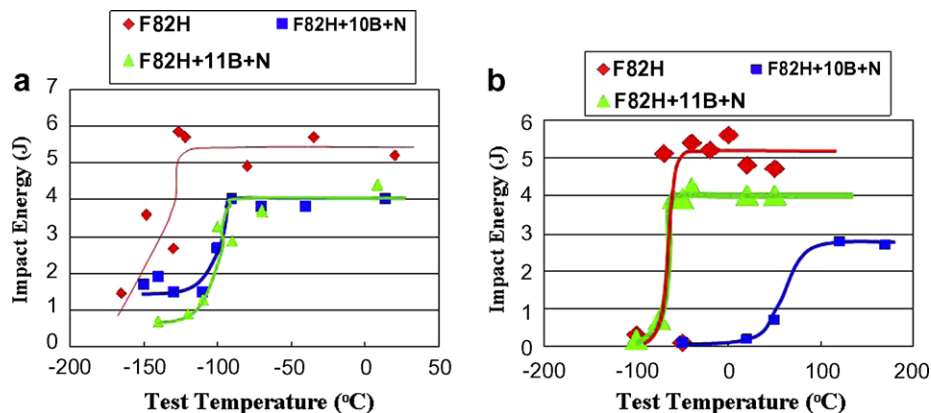 F82H
F82H+10B+N
F82H+11B+N
a
Impact Energy (J)
7
6
5
4
3
2
1
0
-200 -150 -100 -50 0 50
Test Temperature (°C)
F82H
F82H+10B+N
F82H+11B+N
b
Impact Energy (J)
7
6
5
4
3
2
1
0
-200 -100 0 100 200
Test Temperature (°C)